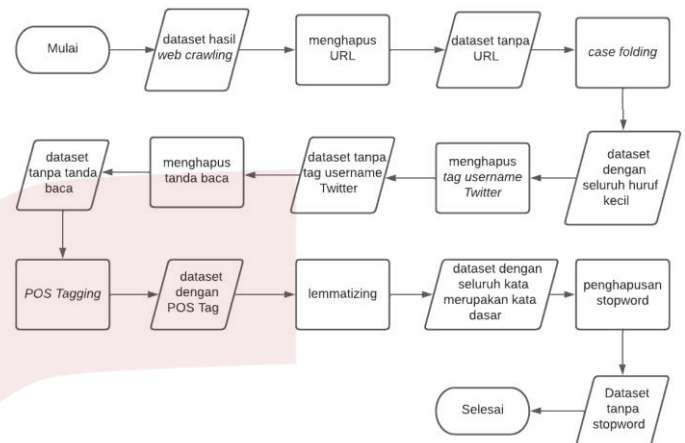 Mulai
dataset hasil
web crawling
menghapus
URL
dataset tanpa
URL
case folding
dataset
dengan
seluruh huruf
kecil
menghapus
tag username
Twitter
dataset tanpa
tag username
Twitter
menghapus
tanda baca
dataset
tanpa tanda
baca
POS Tagging
dataset
dengan
POS Tag
lemmatizing
dataset dengan
seluruh kata
merupakan kata
dasar
penghapusan
stopword
Dataset
tanpa
stopword
Selesai